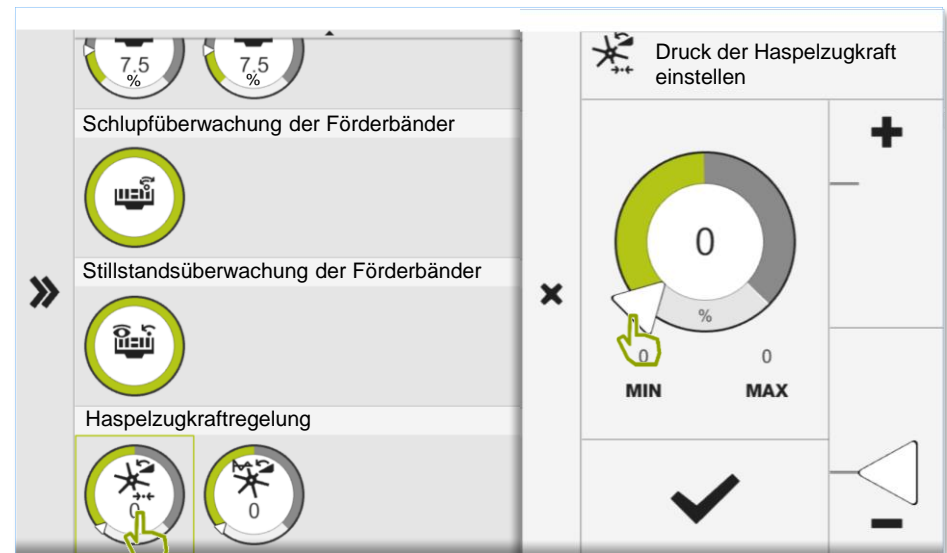 7.5
%
7.5
%
Schlupfüberwachung der Förderbänder
Stillstandsüberwachung der Förderbänder
Haspelzugkraftregelung
0
0
Druck der Haspelzugkraft
einstellen
0
%
0
0
MIN
MAX